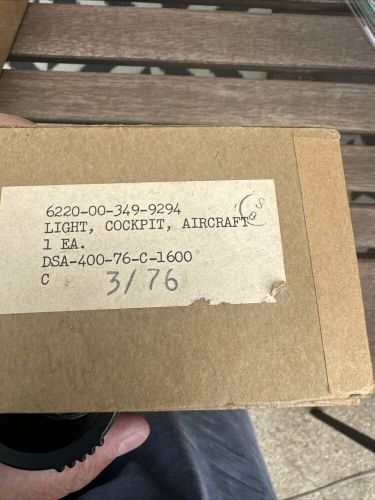 6220-00-349-9294
LIGHT, COCKPIT, AIRCRAFT
1 EA.
DSA-400-76-C-1600
C 3/76